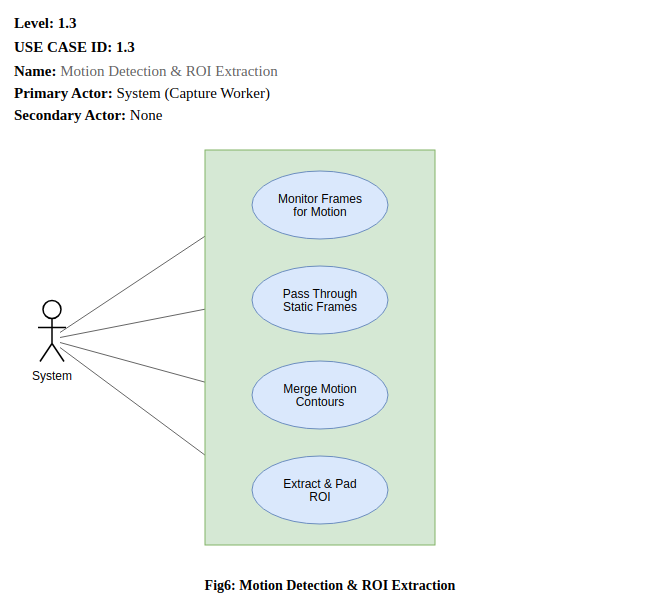 Level: 1.3
USE CASE ID: 1.3
Name: Motion Detection & ROI Extraction
Primary Actor: System (Capture Worker)
Secondary Actor: None
Monitor Frames
for Motion
Pass Through
Static Frames
Merge Motion
Contours
Extract & Pad
ROI
System
Fig6: Motion Detection & ROI Extraction